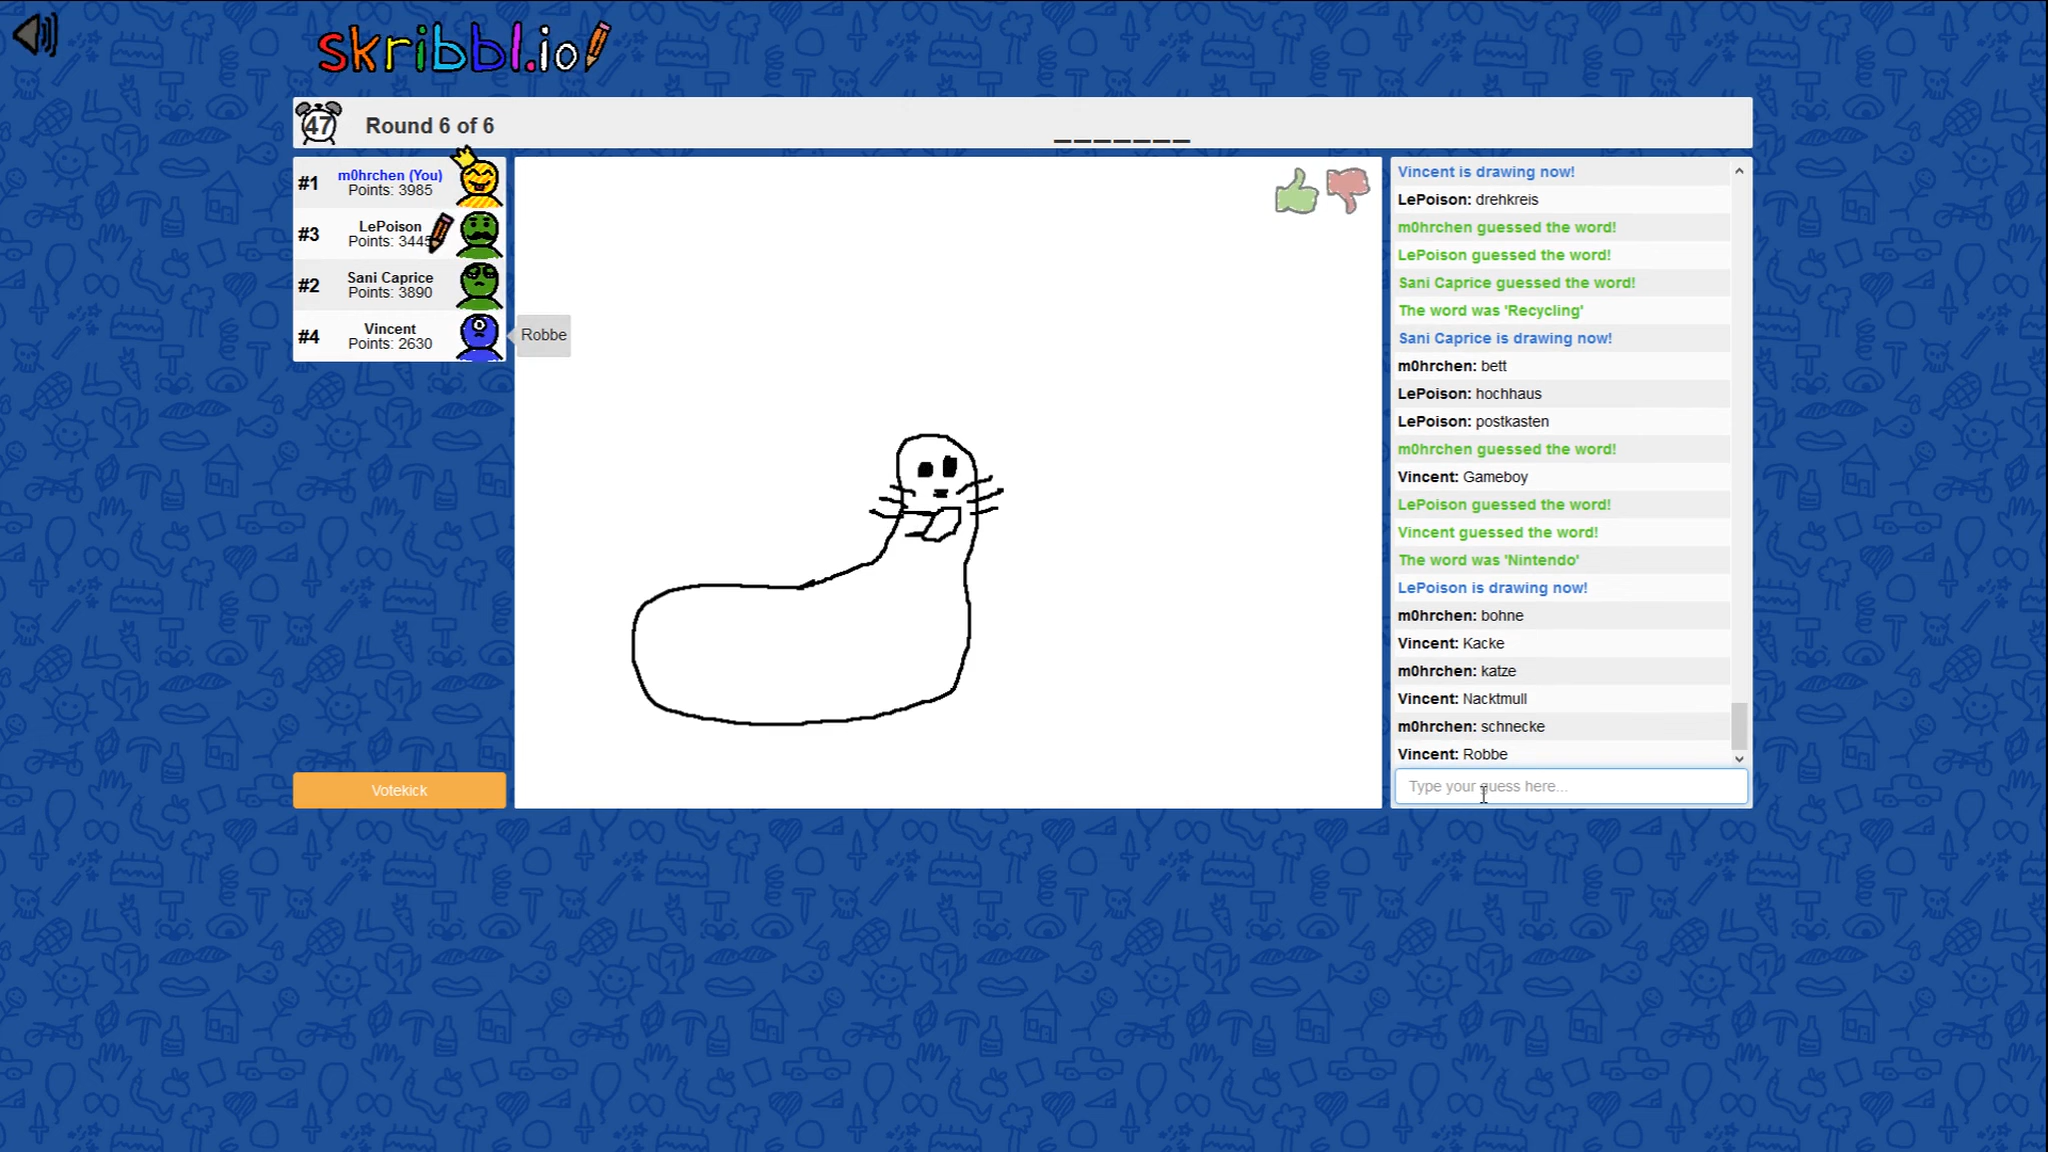 skribbl.io
47
Round 6 of 6
_______
#1
m0hrchen (You)
Points: 3985
#3
LePoison
Points: 3445
#2
Sani Caprice
Points: 3890
#4
Vincent
Points: 2630
Robbe
Votekick
Vincent is drawing now!
LePoison: drehkreis
m0hrchen guessed the word!
LePoison guessed the word!
Sani Caprice guessed the word!
The word was 'Recycling'
Sani Caprice is drawing now!
m0hrchen: bett
LePoison: hochhaus
LePoison: postkasten
m0hrchen guessed the word!
Vincent: Gameboy
LePoison guessed the word!
Vincent guessed the word!
The word was 'Nintendo'
LePoison is drawing now!
m0hrchen: bohne
Vincent: Kacke
m0hrchen: katze
Vincent: Nacktmull
m0hrchen: schnecke
Vincent: Robbe
Type your guess here...